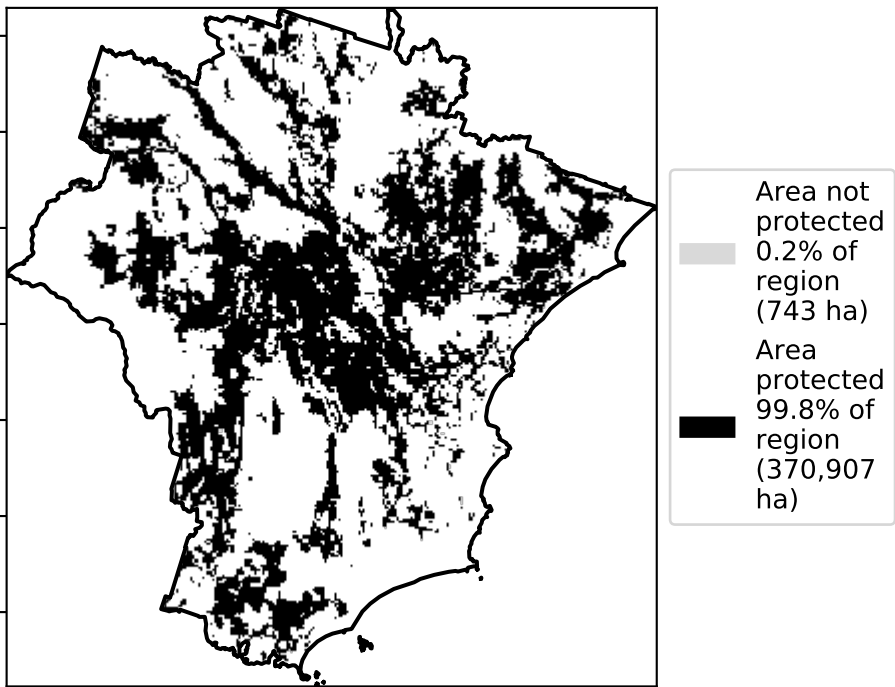 Area not
protected
0.2% of
region
(743 ha)
Area
protected
99.8% of
region
(370,907
ha)